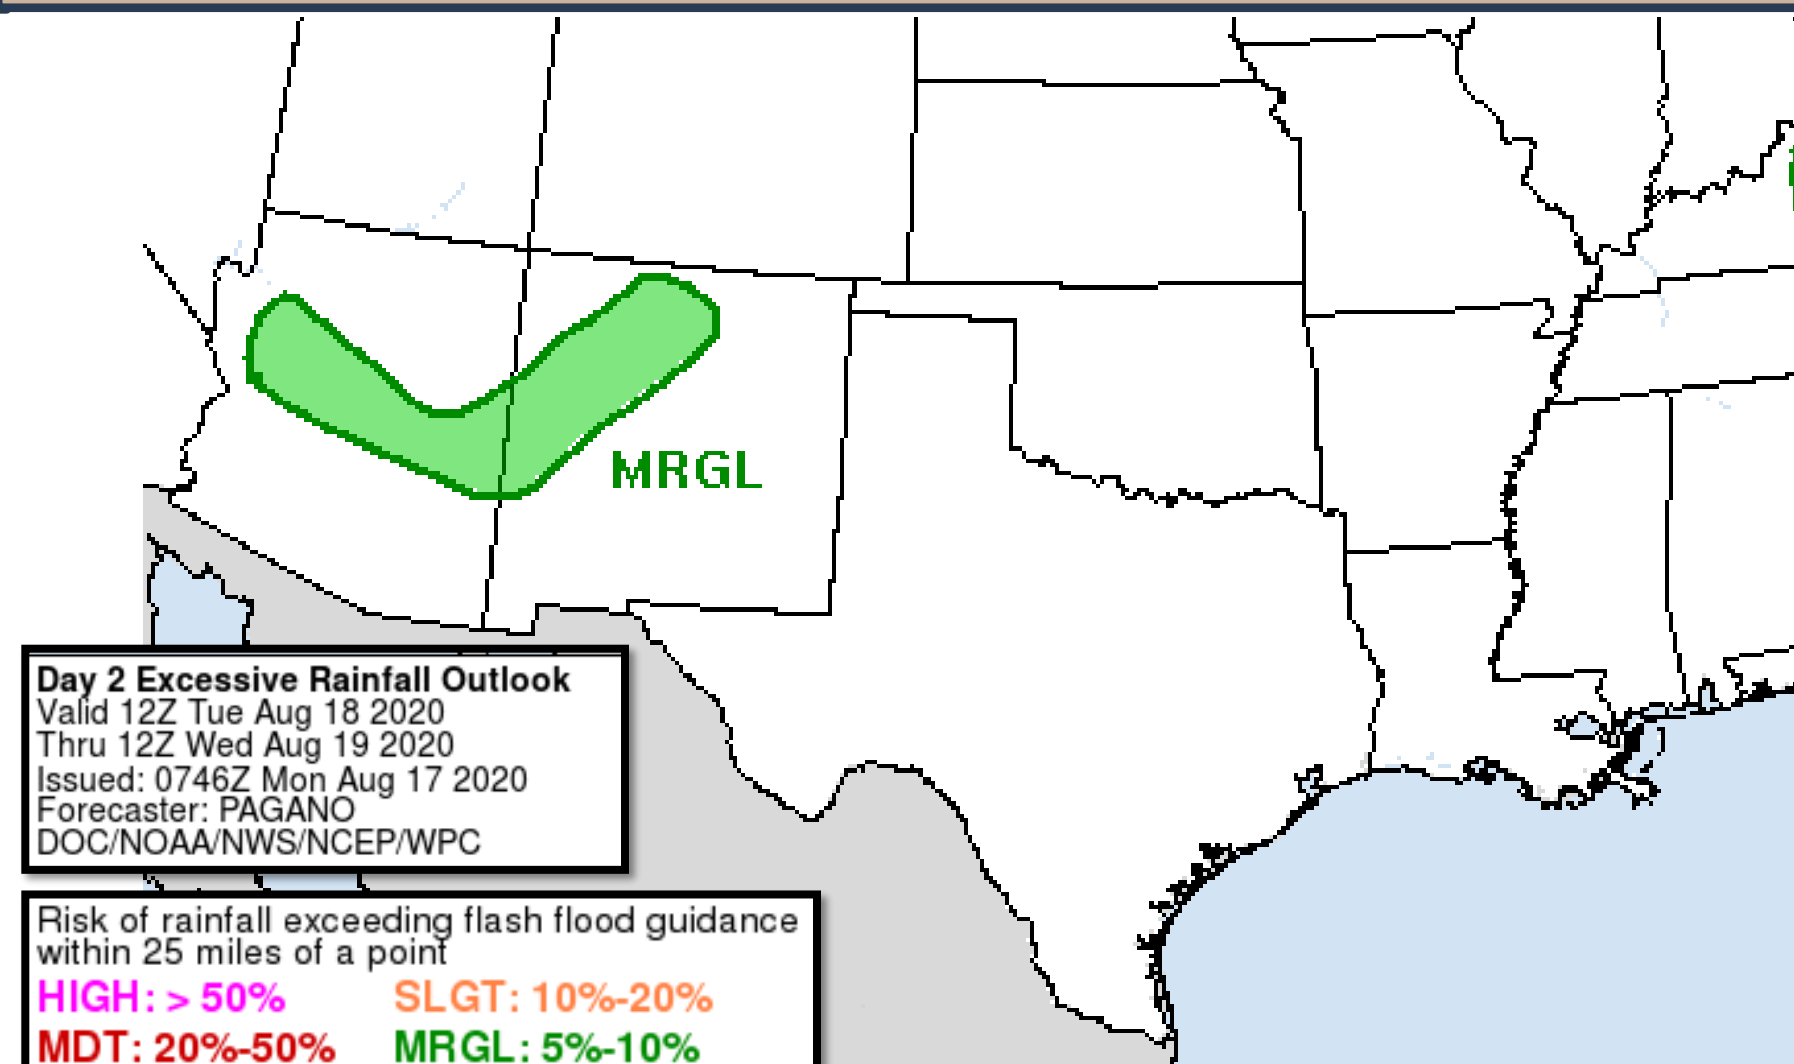 MRGL
Day 2 Excessive Rainfall Outlook
Valid 12Z Tue Aug 18 2020
Thru 12Z Wed Aug 19 2020
Issued: 0746Z Mon Aug 17 2020
Forecaster: PAGANO
DOC/NOAA/NWS/NCEP/WPC
Risk of rainfall exceeding flash flood guidance
within 25 miles of a point
HIGH: > 50% SLGT: 10%-20%
MDT: 20%-50% MRGL: 5%-10%